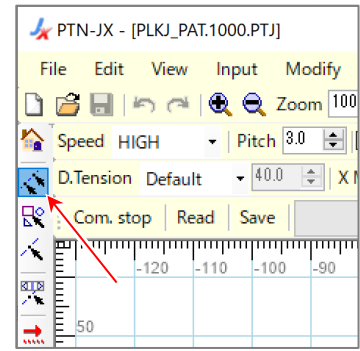 PTN-JX - [PLKJ_PAT.1000.PTJ]
File Edit View Input Modify
Zoom 100
Speed HIGH Pitch 3.0
D.Tension Default 40.0 X
Com. stop Read Save
-120 -110 -100 -90
50